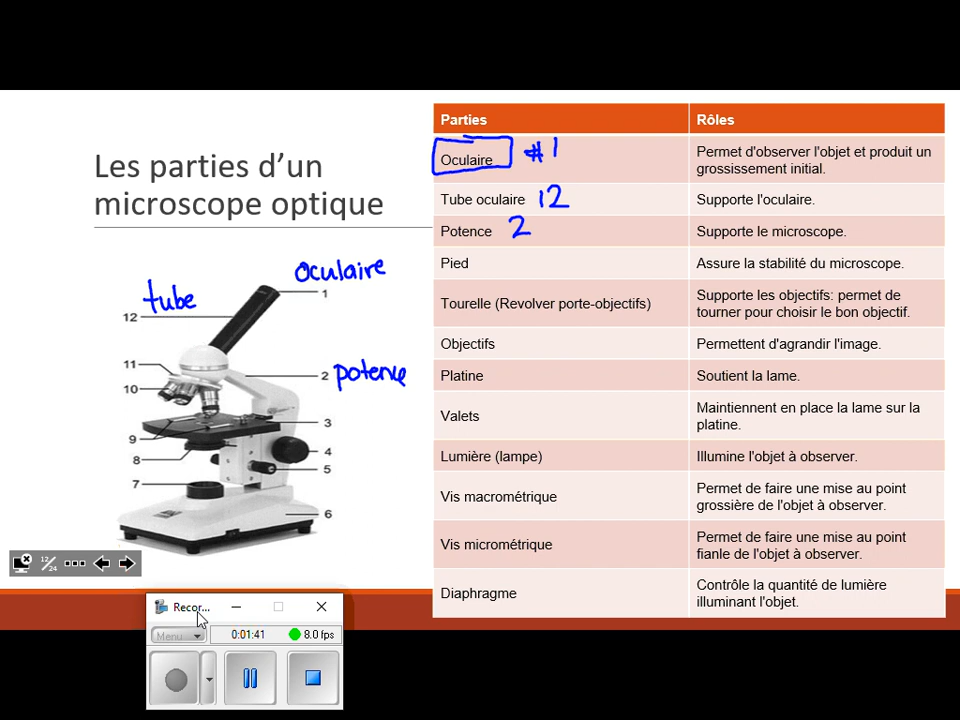 Les parties d’un
microscope optique
oculaire
tube
potence
1
12
11
2
10
3
9
4
8
5
7
6
Parties Rôles
Oculaire #1 Permet d'observer l'objet et produit un
grossissement initial.
Tube oculaire 12 Supporte l'oculaire.
Potence 2 Supporte le microscope.
Pied Assure la stabilité du microscope.
Tourelle (Revolver porte-objectifs) Supporte les objectifs: permet de
tourner pour choisir le bon objectif.
Objectifs Permettent d'agrandir l'image.
Platine Soutient la lame.
Valets Maintiennent en place la lame sur la
platine.
Lumière (lampe) Illumine l'objet à observer.
Vis macrométrique Permet de faire une mise au point
grossière de l'objet à observer.
Vis micrométrique Permet de faire une mise au point
fianle de l'objet à observer.
Diaphragme Contrôle la quantité de lumière
illuminant l'objet.
12/24
Recor...
Menu 0:01:41 8.0 fps